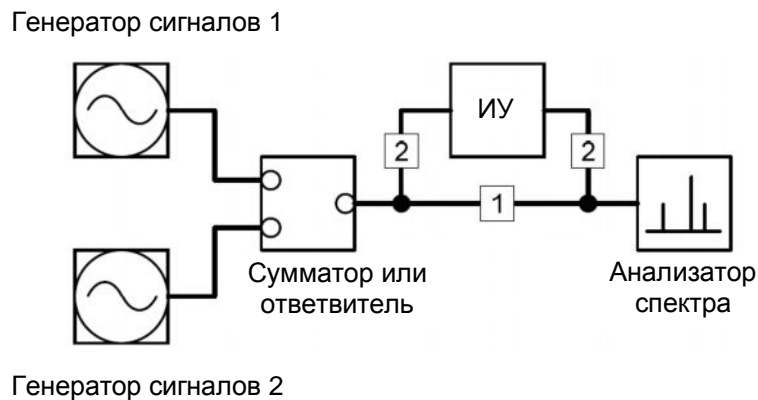 Генератор сигналов 1
ИУ
2
2
1
Сумматор или
ответвитель
Анализатор
спектра
Генератор сигналов 2